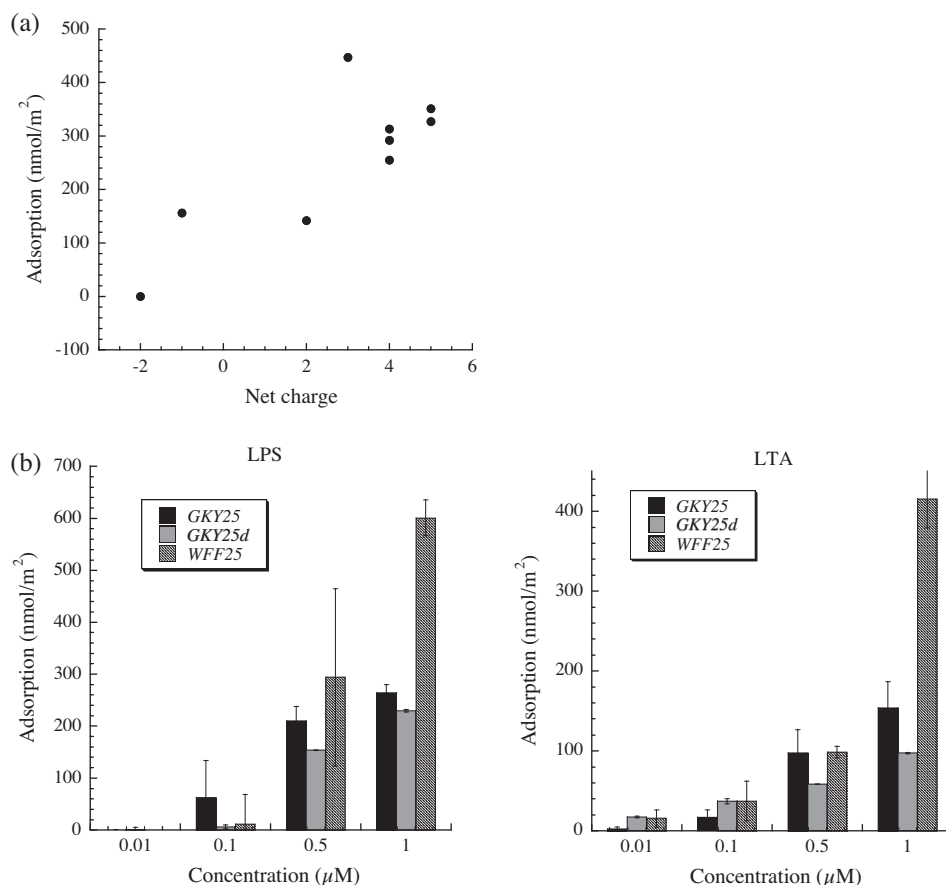 (a)
500
400
300
200
100
0
-100
Adsorption (nmol/m²)
-2 0 2 4 6
Net charge
(b)
LPS
700
600
500
400
300
200
100
0
Adsorption (nmol/m²)
GKY25
GKY25d
WFF25
0.01 0.1 0.5 1
Concentration (µM)
LTA
400
300
200
100
0
Adsorption (nmol/m²)
GKY25
GKY25d
WFF25
0.01 0.1 0.5 1
Concentration (µM)